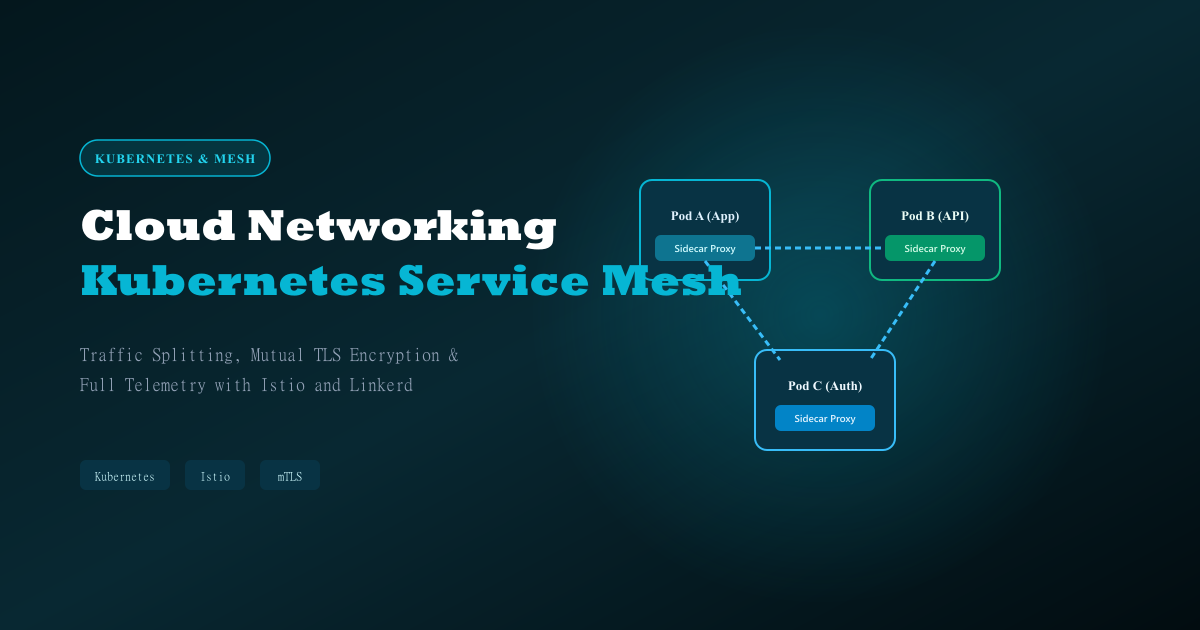 KUBERNETES & MESH
Cloud Networking
Kubernetes Service Mesh
Traffic Splitting, Mutual TLS Encryption &
Full Telemetry with Istio and Linkerd
Kubernetes
Istio
mTLS
Pod A (App)
Sidecar Proxy
Pod B (API)
Sidecar Proxy
Pod C (Auth)
Sidecar Proxy